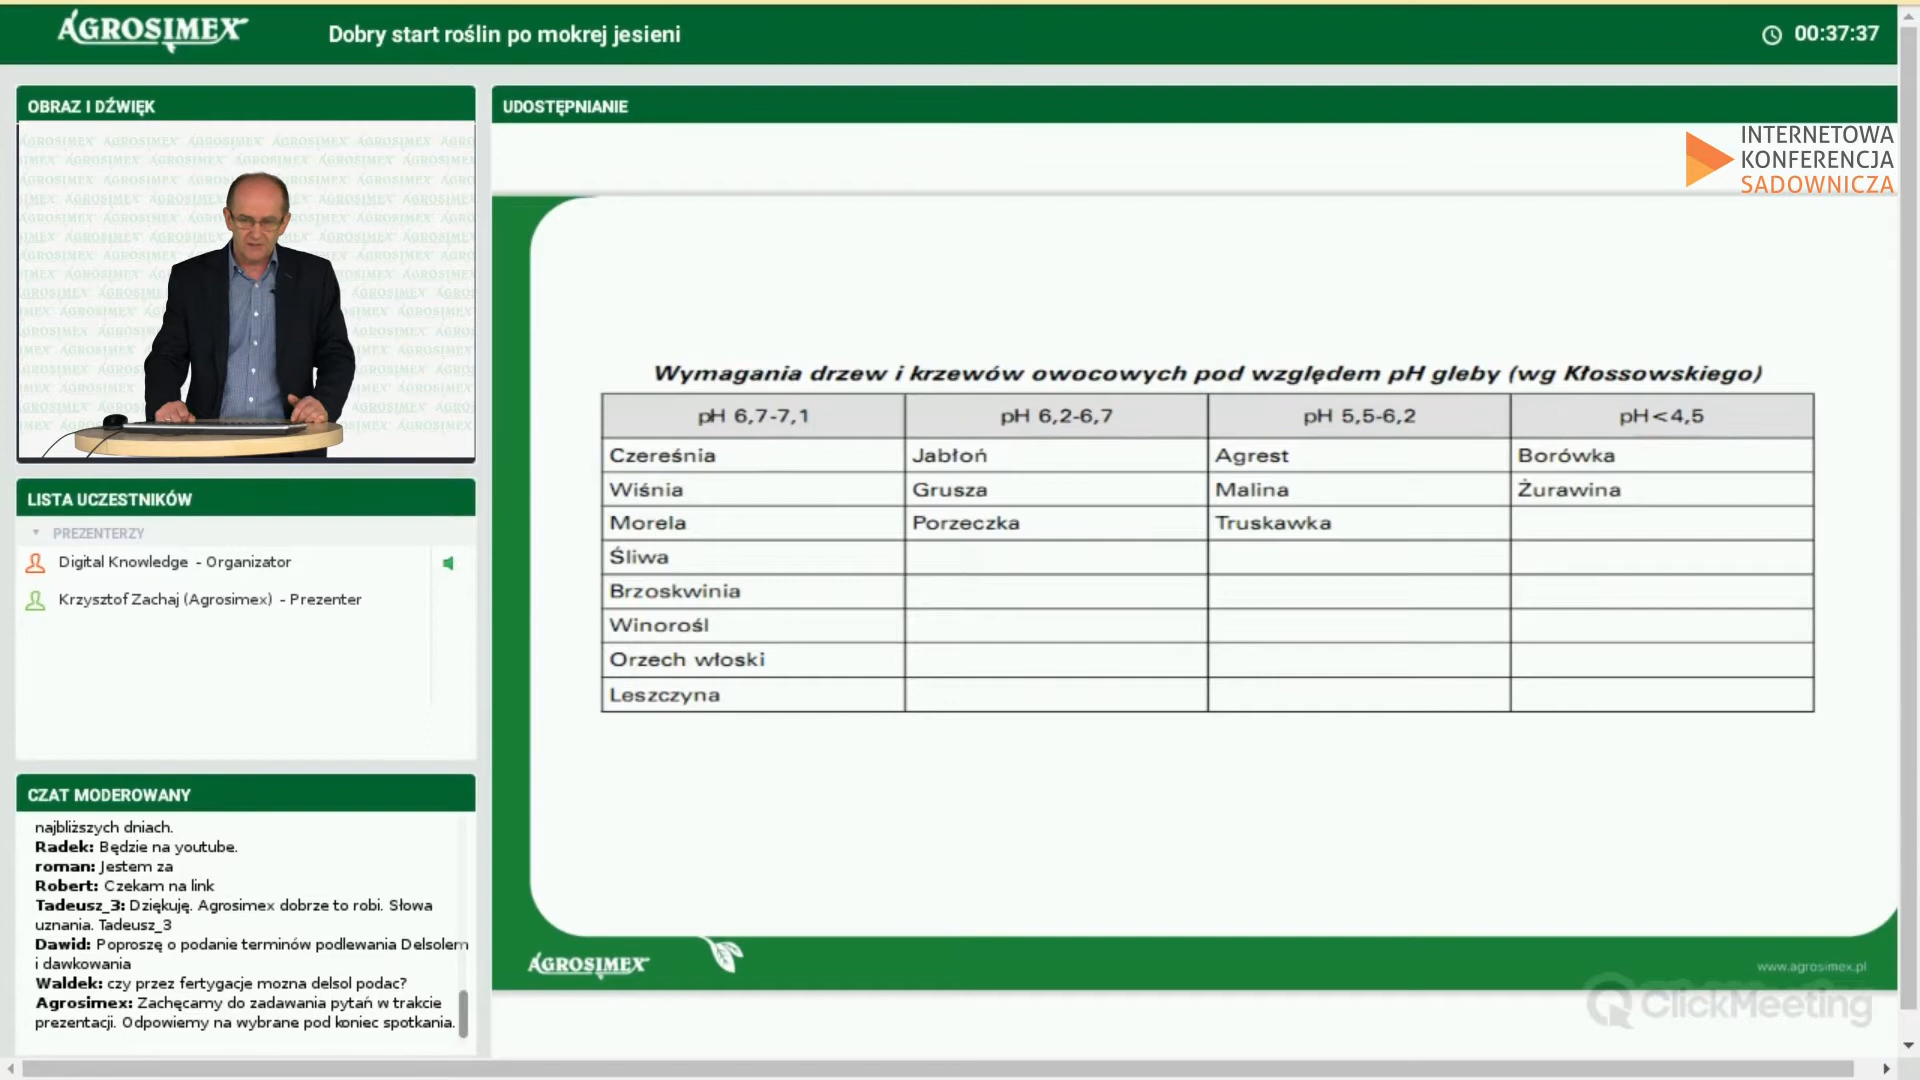 AGROSIMEX
Dobry start roślin po mokrej jesieni
00:37:37
OBRAZ I DŹWIĘK
UDOSTĘPNIANIE
INTERNETOWA
KONFERENCJA
SADOWNICZA
Wymagania drzew i krzewów owocowych pod względem pH gleby (wg Kłossowskiego)
pH 6,7-7,1 pH 6,2-6,7 pH 5,5-6,2 pH<4,5
Czereśnia Jabłoń Agrest Borówka
Wiśnia Grusza Malina Żurawina
Morela Porzeczka Truskawka
Śliwa
Brzoskwinia
Winorośl
Orzech włoski
Leszczyna
AGROSIMEX
www.agrosimex.pl
ClickMeeting
LISTA UCZESTNIKÓW
PREZENTERZY
Digital Knowledge - Organizator
Krzysztof Zachaj (Agrosimex) - Prezenter
CZAT MODEROWANY
najbliższych dniach.
Radek: Będzie na youtube.
roman: Jestem za
Robert: Czekam na link
Tadeusz_3: Dziękuję. Agrosimex dobrze to robi. Słowa
uznania. Tadeusz_3
Dawid: Poproszę o podanie terminów podlewania Delsolem
i dawkowania
Waldek: czy przez fertygacje mozna delsol podac?
Agrosimex: Zachęcamy do zadawania pytań w trakcie
prezentacji. Odpowiemy na wybrane pod koniec spotkania.